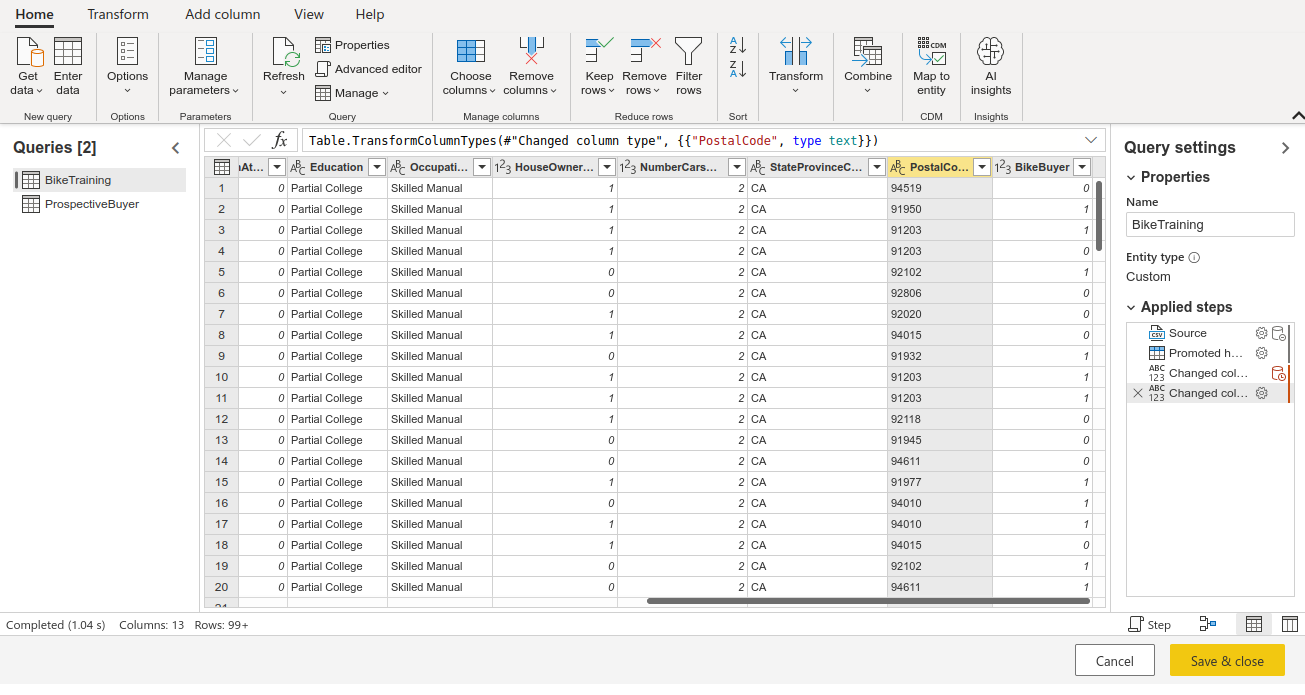 Home Transform Add column View Help
Get data Enter data Options Manage parameters Refresh Properties Advanced editor Manage Choose columns Remove columns Keep rows Remove rows Filter rows A Z Z A Transform Combine CDM Map to entity AI insights
New query Options Parameters Query Manage columns Reduce rows Sort CDM Insights
Queries [2]
BikeTraining
ProspectiveBuyer
fx Table.TransformColumnTypes(#"Changed column type", {{"PostalCode", type text}})
At... ABC Education ABC Occupati... 123 HouseOwner... 123 NumberCars... ABC StateProvinceC... ABC PostalCo... 123 BikeBuyer
1 0 Partial College Skilled Manual 1 2 CA 94519 0
2 0 Partial College Skilled Manual 1 2 CA 91950 1
3 0 Partial College Skilled Manual 1 2 CA 91203 1
4 0 Partial College Skilled Manual 1 2 CA 91203 0
5 0 Partial College Skilled Manual 0 2 CA 92102 1
6 0 Partial College Skilled Manual 0 2 CA 92806 0
7 0 Partial College Skilled Manual 1 2 CA 92020 0
8 0 Partial College Skilled Manual 1 2 CA 94015 0
9 0 Partial College Skilled Manual 0 2 CA 91932 1
10 0 Partial College Skilled Manual 1 2 CA 91203 1
11 0 Partial College Skilled Manual 1 2 CA 91203 1
12 0 Partial College Skilled Manual 1 2 CA 92118 0
13 0 Partial College Skilled Manual 0 2 CA 91945 0
14 0 Partial College Skilled Manual 0 2 CA 94611 0
15 0 Partial College Skilled Manual 1 2 CA 91977 1
16 0 Partial College Skilled Manual 0 2 CA 94010 1
17 0 Partial College Skilled Manual 1 2 CA 94010 1
18 0 Partial College Skilled Manual 1 2 CA 94015 0
19 0 Partial College Skilled Manual 0 2 CA 92102 1
20 0 Partial College Skilled Manual 0 2 CA 94611 1
Query settings
Properties
Name
BikeTraining
Entity type
Custom
Applied steps
CSV Source
Promoted h...
ABC 123 Changed col...
ABC 123 Changed col...
Completed (1.04 s) Columns: 13 Rows: 99+ Step
Cancel Save & close